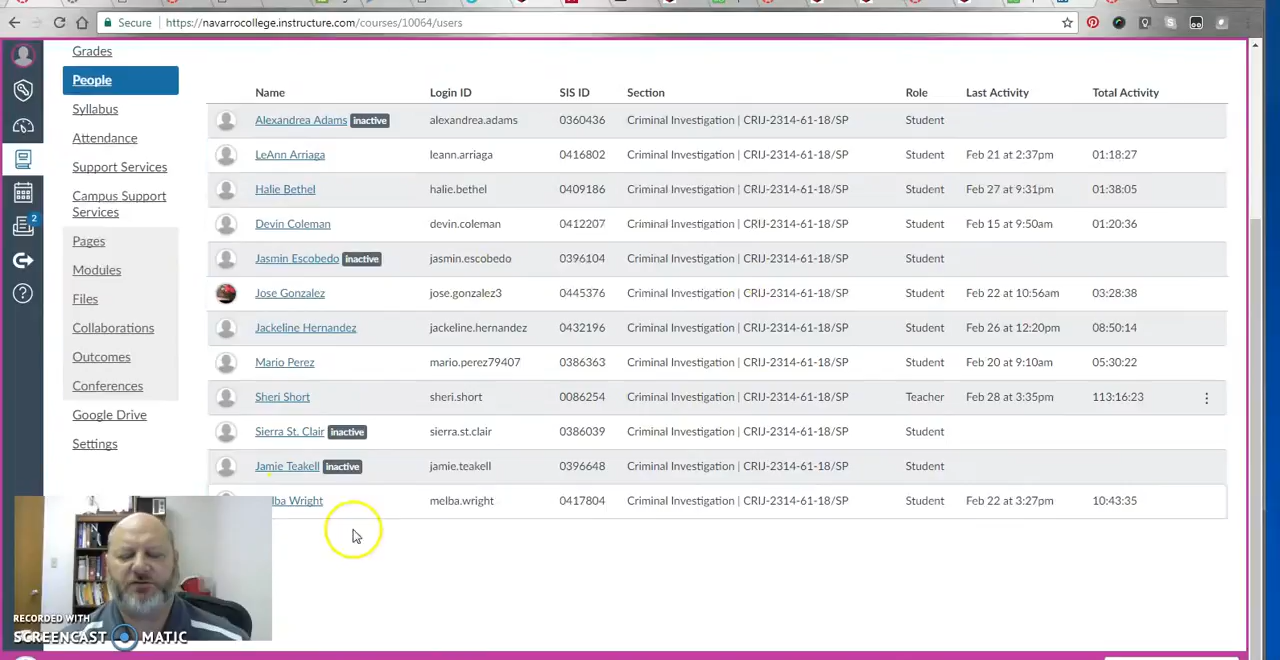 Secure https://navarrocollege.instructure.com/courses/10064/users
Grades
People
Syllabus
Attendance
Support Services
Campus Support
Services
2
Pages
Modules
Files
Collaborations
Outcomes
Conferences
Google Drive
Settings
Name Login ID SIS ID Section Role Last Activity Total Activity
Alexandrea Adams inactive alexandrea.adams 0360436 Criminal Investigation | CRIJ-2314-61-18/SP Student
LeAnn Arriaga leann.arriaga 0416802 Criminal Investigation | CRIJ-2314-61-18/SP Student Feb 21 at 2:37pm 01:18:27
Halie Bethel halie.bethel 0409186 Criminal Investigation | CRIJ-2314-61-18/SP Student Feb 27 at 9:31pm 01:38:05
Devin Coleman devin.coleman 0412207 Criminal Investigation | CRIJ-2314-61-18/SP Student Feb 15 at 9:50am 01:20:36
Jasmin Escobedo inactive jasmin.escobedo 0396104 Criminal Investigation | CRIJ-2314-61-18/SP Student
Jose Gonzalez jose.gonzalez3 0445376 Criminal Investigation | CRIJ-2314-61-18/SP Student Feb 22 at 10:56am 03:28:38
Jackeline Hernandez jackeline.hernandez 0432196 Criminal Investigation | CRIJ-2314-61-18/SP Student Feb 26 at 12:20pm 08:50:14
Mario Perez mario.perez79407 0386363 Criminal Investigation | CRIJ-2314-61-18/SP Student Feb 20 at 9:10am 05:30:22
Sheri Short sheri.short 0086254 Criminal Investigation | CRIJ-2314-61-18/SP Teacher Feb 28 at 3:35pm 113:16:23
Sierra St. Clair inactive sierra.st.clair 0386039 Criminal Investigation | CRIJ-2314-61-18/SP Student
Jamie Teakell inactive jamie.teakell 0396648 Criminal Investigation | CRIJ-2314-61-18/SP Student
lba Wright melba.wright 0417804 Criminal Investigation | CRIJ-2314-61-18/SP Student Feb 22 at 3:27pm 10:43:35
RECORDED WITH
SCREENCAST MATIC